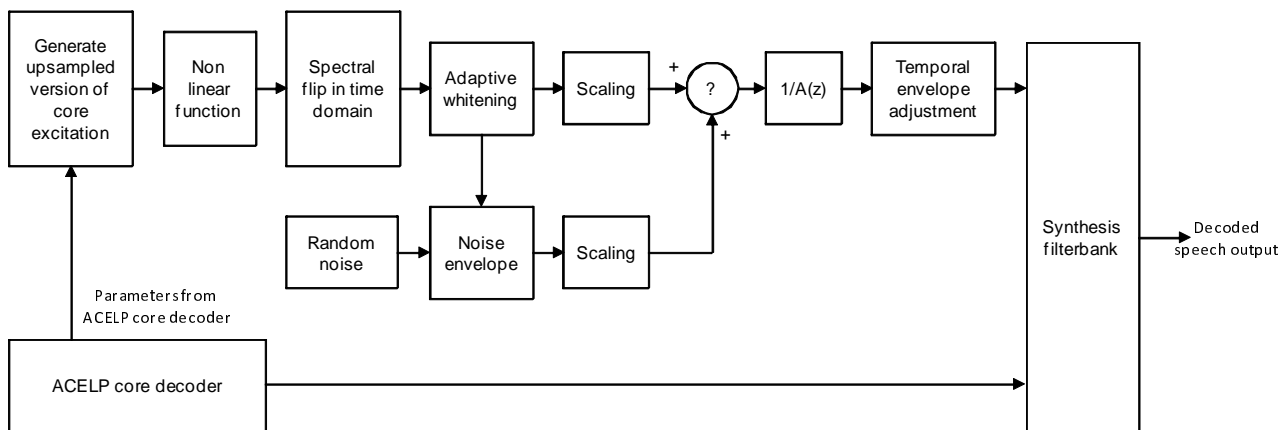 Generate
upsampled
version of
core
excitation
Non
linear
function
Spectral
flip in time
domain
Adaptive
whitening
Scaling
+
?
+
1/A(z)
Temporal
envelope
adjustment
Random
noise
Noise
envelope
Scaling
Synthesis
filterbank
Decoded
speech output
Parameters from
ACELP core decoder
ACELP core decoder